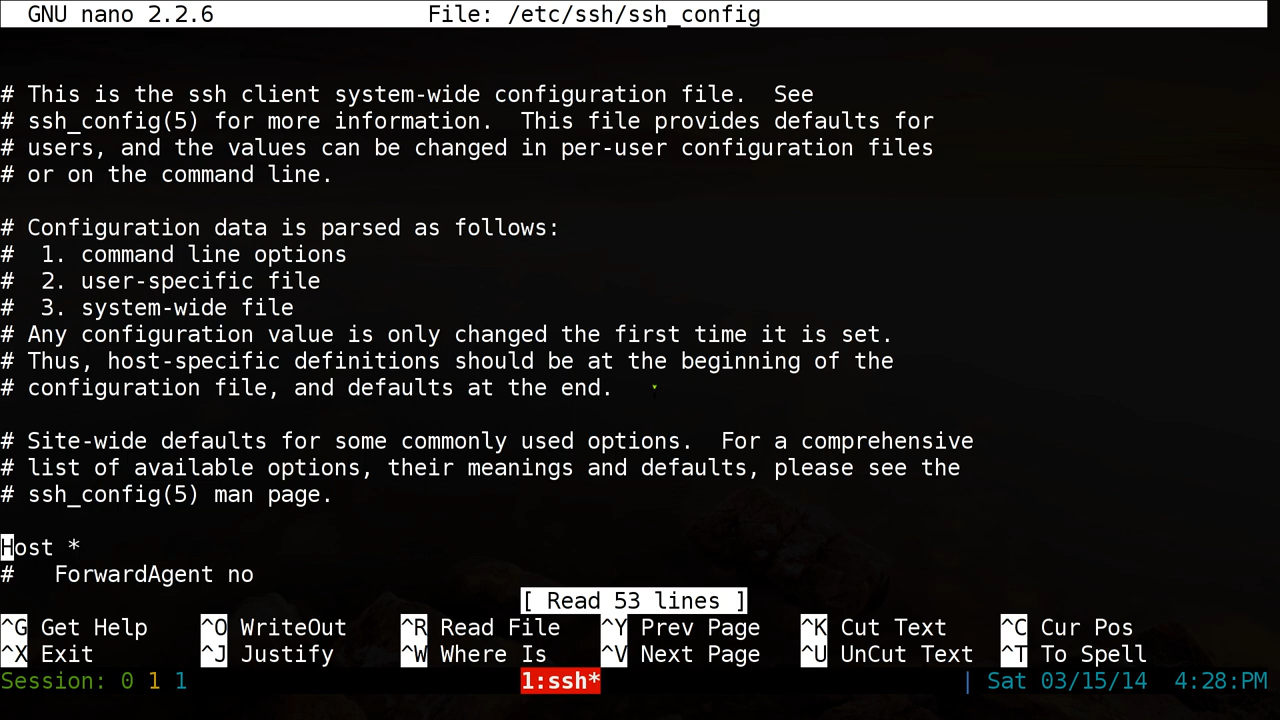 GNU nano 2.2.6 File: /etc/ssh/ssh_config
# This is the ssh client system-wide configuration file.  See
# ssh_config(5) for more information.  This file provides defaults for
# users, and the values can be changed in per-user configuration files
# or on the command line.
# Configuration data is parsed as follows:
#  1. command line options
#  2. user-specific file
#  3. system-wide file
# Any configuration value is only changed the first time it is set.
# Thus, host-specific definitions should be at the beginning of the
# configuration file, and defaults at the end.
# Site-wide defaults for some commonly used options.  For a comprehensive
# list of available options, their meanings and defaults, please see the
# ssh_config(5) man page.
Host *
#   ForwardAgent no
[ Read 53 lines ]
^G Get Help ^O WriteOut ^R Read File ^Y Prev Page ^K Cut Text ^C Cur Pos
^X Exit ^J Justify ^W Where Is ^V Next Page ^U UnCut Text ^T To Spell
Session: 0 1 1 1:ssh* | Sat 03/15/14  4:28:PM